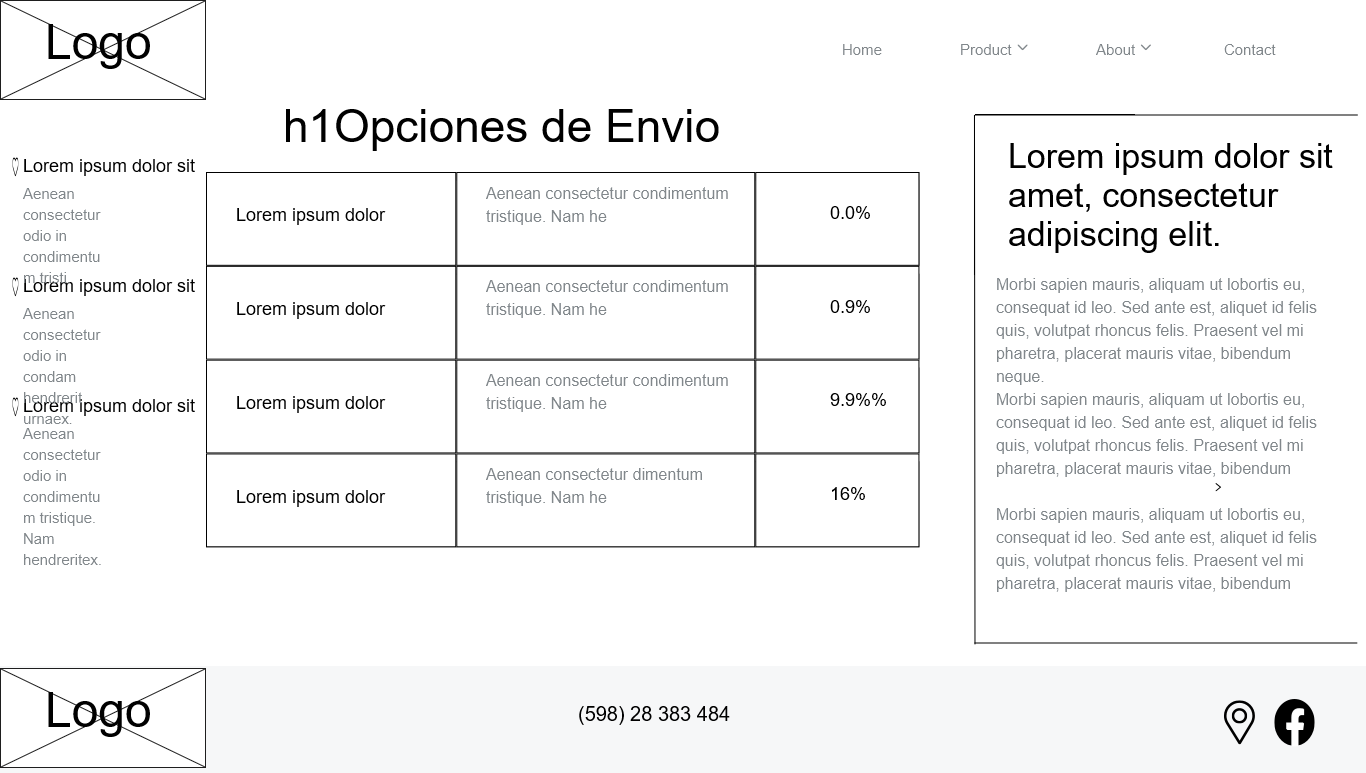 Logo
Home
Product
About
Contact
h1Opciones de Envio
Lorem ipsum dolor sit
Aenean
consectetur
odio in
condimentu
m tristi.
Lorem ipsum dolor sit
Aenean
consectetur
odio in
condam
hendrerit
urnaex.
Lorem ipsum dolor sit
Aenean
consectetur
odio in
condimentu
m tristique.
Nam
hendreritex.
Lorem ipsum dolor
Aenean consectetur condimentum
tristique. Nam he
0.0%
Lorem ipsum dolor
Aenean consectetur condimentum
tristique. Nam he
0.9%
Lorem ipsum dolor
Aenean consectetur condimentum
tristique. Nam he
9.9%%
Lorem ipsum dolor
Aenean consectetur dimentum
tristique. Nam he
16%
Lorem ipsum dolor sit
amet, consectetur
adipiscing elit.
Morbi sapien mauris, aliquam ut lobortis eu,
consequat id leo. Sed ante est, aliquet id felis
quis, volutpat rhoncus felis. Praesent vel mi
pharetra, placerat mauris vitae, bibendum
neque.
Morbi sapien mauris, aliquam ut lobortis eu,
consequat id leo. Sed ante est, aliquet id felis
quis, volutpat rhoncus felis. Praesent vel mi
pharetra, placerat mauris vitae, bibendum
Morbi sapien mauris, aliquam ut lobortis eu,
consequat id leo. Sed ante est, aliquet id felis
quis, volutpat rhoncus felis. Praesent vel mi
pharetra, placerat mauris vitae, bibendum
Logo
(598) 28 383 484